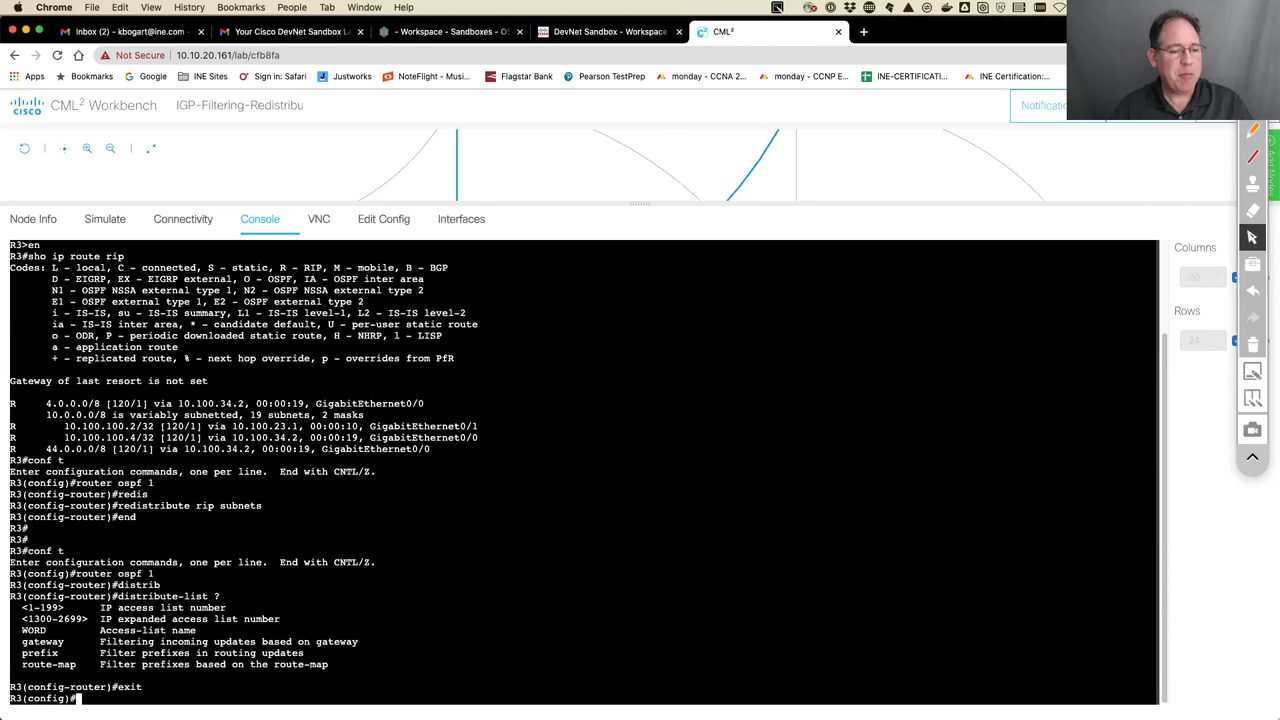 Chrome File Edit View History Bookmarks People Tab Window Help
Inbox (4) - kbogart@ine.com -
Your Cisco DevNet Sandbox La
- Workspace - Sandboxes - OS
DevNet Sandbox - Workspace
CML²
Not Secure 10.10.20.161/lab/cfb8fa
Apps Bookmarks Google INE Sites Sign in: Safari Justworks NoteFlight - Musi... Flagstar Bank Pearson TestPrep monday - CCNA 2... monday - CCNP E... INE-CERTIFICATI... INE Certification:...
CISCO
CML² Workbench
IGP-Filtering-Redistribu
Add Nodes
Node Info Simulate Connectivity Console VNC Edit Config Interfaces
R3>en
R3#sho ip route rip
Codes: L - local, C - connected, S - static, R - RIP, M - mobile, B - BGP
D - EIGRP, EX - EIGRP external, O - OSPF, IA - OSPF inter area
N1 - OSPF NSSA external type 1, N2 - OSPF NSSA external type 2
E1 - OSPF external type 1, E2 - OSPF external type 2
i - IS-IS, su - IS-IS summary, L1 - IS-IS level-1, L2 - IS-IS level-2
ia - IS-IS inter area, * - candidate default, U - per-user static route
o - ODR, P - periodic downloaded static route, H - NHRP, l - LISP
a - application route
+ - replicated route, % - next hop override, p - overrides from PfR
Gateway of last resort is not set
R 4.0.0.0/8 [120/1] via 10.100.34.2, 00:00:19, GigabitEthernet0/0
10.0.0.0/8 is variably subnetted, 19 subnets, 2 masks
R 10.100.100.2/32 [120/1] via 10.100.23.1, 00:00:10, GigabitEthernet0/1
R 10.100.100.4/32 [120/1] via 10.100.34.2, 00:00:19, GigabitEthernet0/0
R 44.0.0.0/8 [120/1] via 10.100.34.2, 00:00:19, GigabitEthernet0/0
R3#conf t
Enter configuration commands, one per line. End with CNTL/Z.
R3(config)#router ospf 1
R3(config-router)#redis
R3(config-router)#redistribute rip subnets
R3(config-router)#end
R3#
R3#
R3#conf t
Enter configuration commands, one per line. End with CNTL/Z.
R3(config)#router ospf 1
R3(config-router)#distrib
R3(config-router)#distribute-list ?
<1-199> IP access list number
<1300-2699> IP expanded access list number
WORD Access-list name
gateway Filtering incoming updates based on gateway
prefix Filter prefixes in routing updates
route-map Filter prefixes based on the route-map
R3(config-router)#exit
R3(config)#
Columns
20
Rows
24